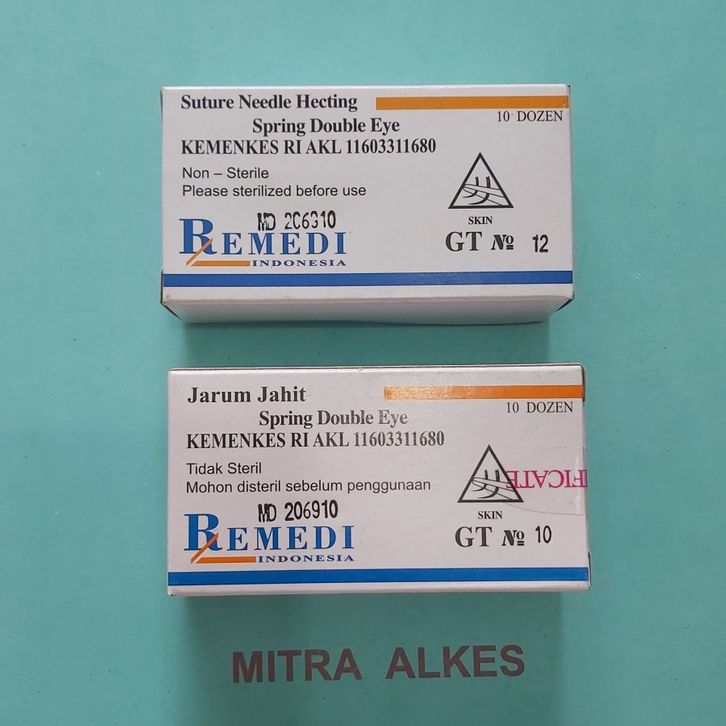 Suture Needle Hecting
Spring Double Eye
10 DOZEN
KEMENKES RI AKL 11603311680
Non – Sterile
Please sterilized before use
MD 206910
REMEDI
INDONESIA
SKIN
GT № 12
Jarum Jahit
Spring Double Eye
10 DOZEN
KEMENKES RI AKL 11603311680
Tidak Steril
Mohon disteril sebelum penggunaan
FICATE
MD 206910
REMEDI
INDONESIA
SKIN
GT № 10
MITRA ALKES